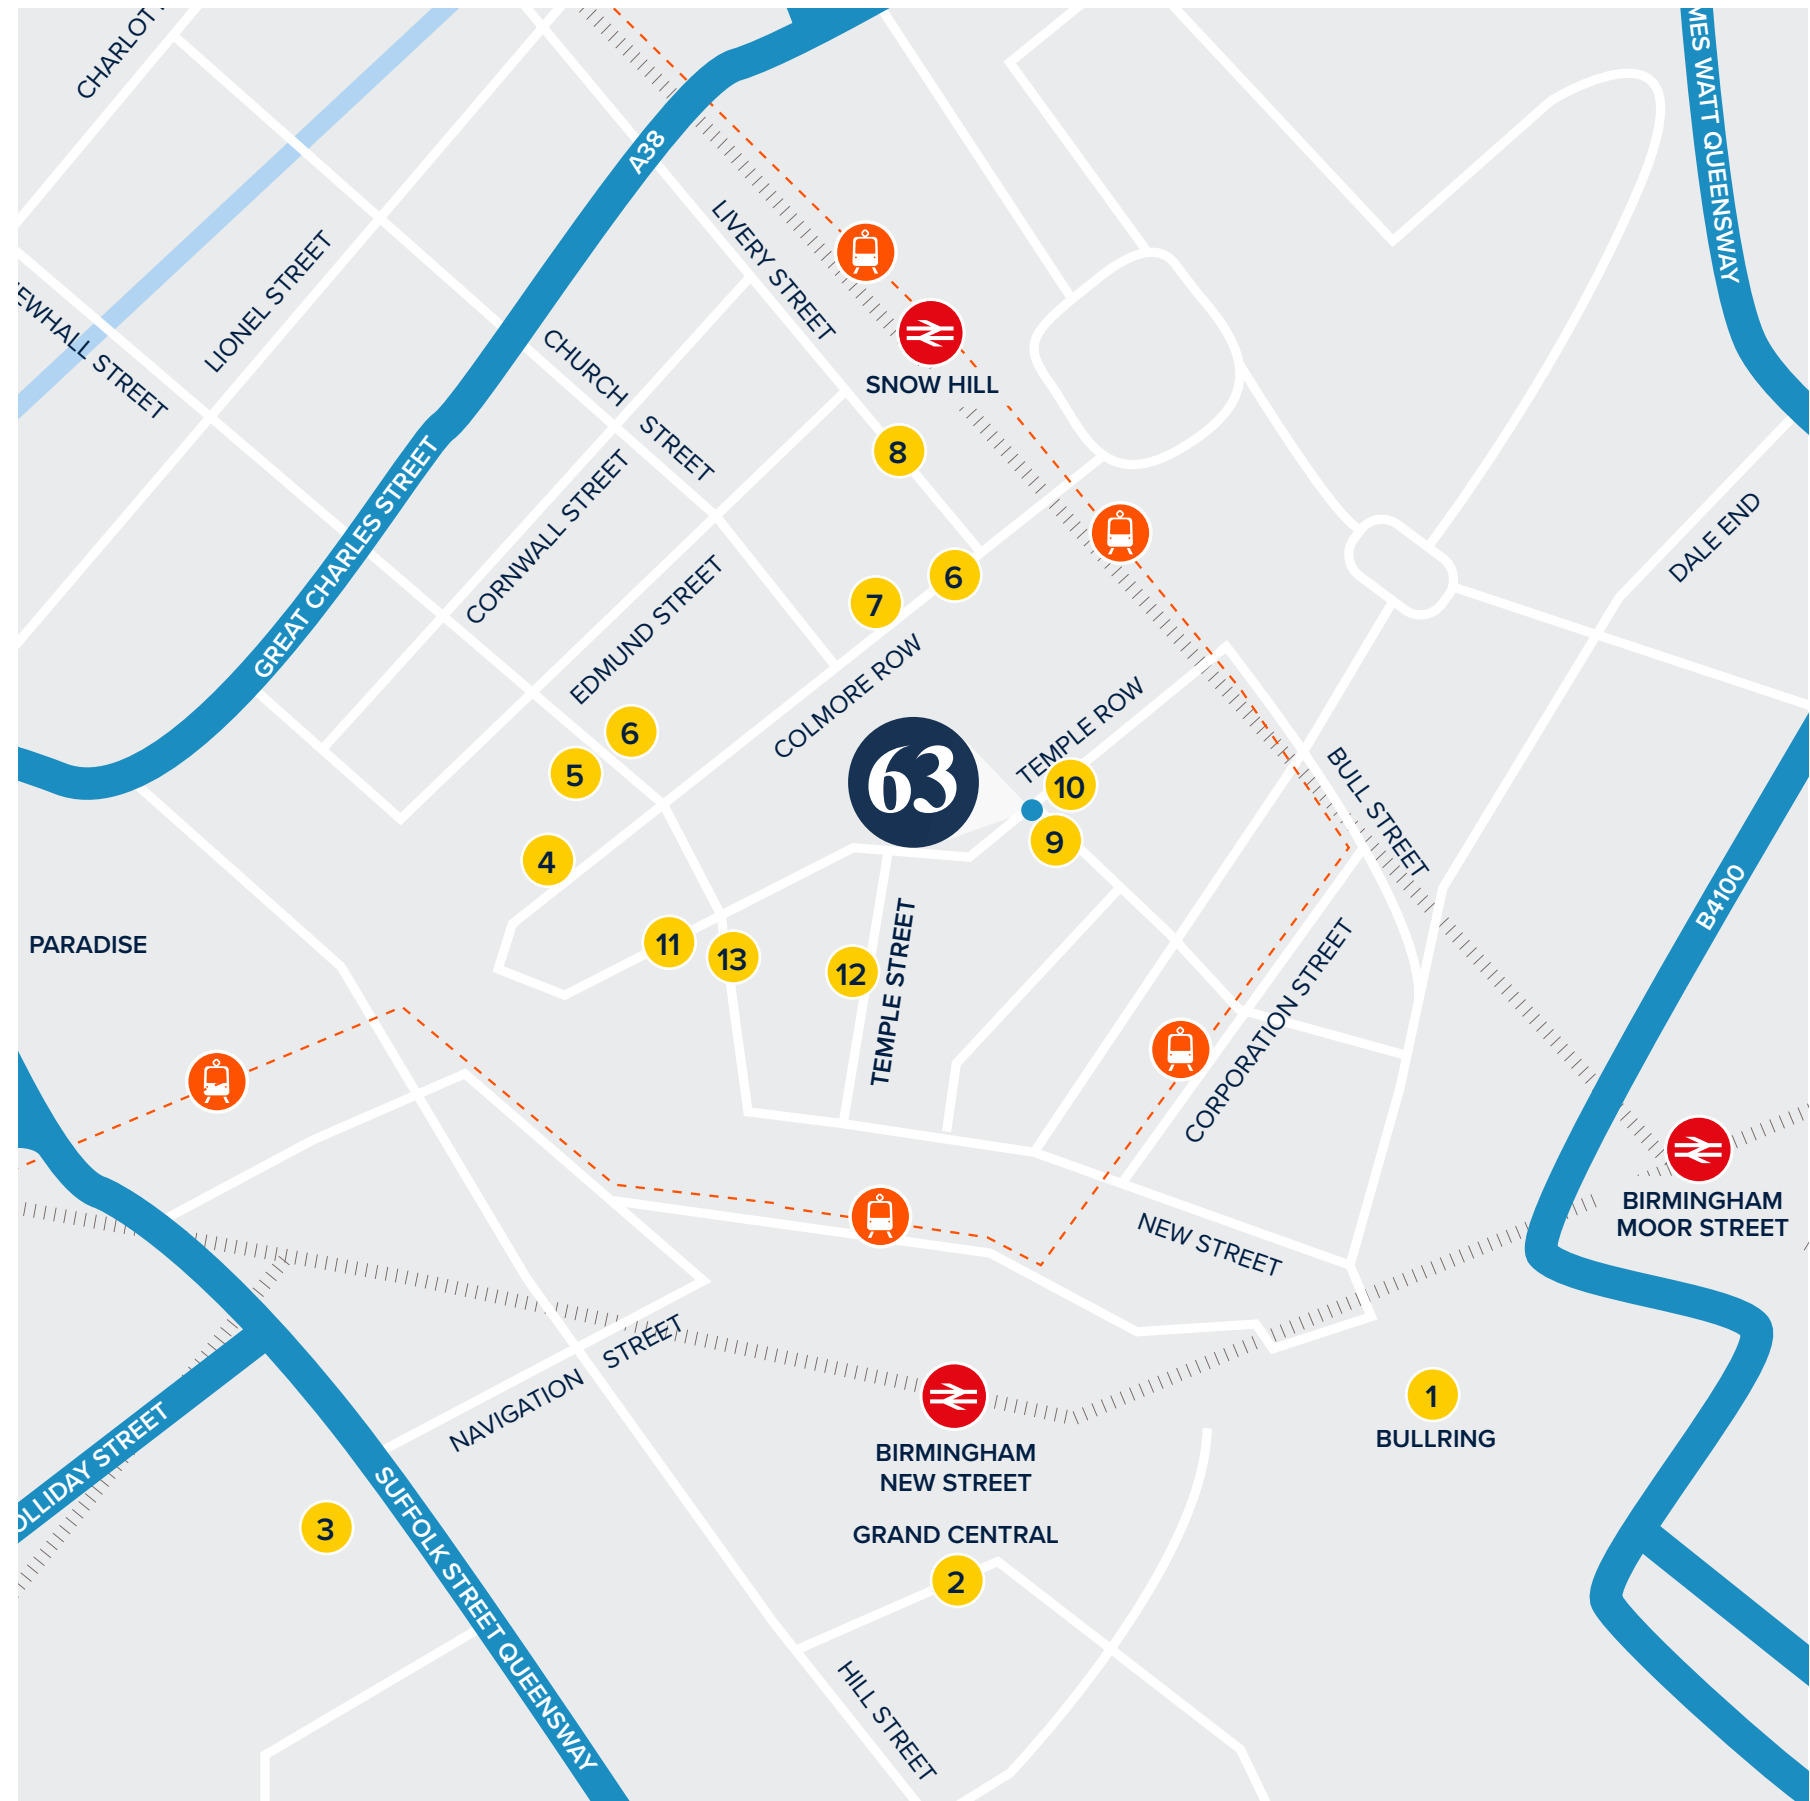 CHARLOT
MES WATT QUEENSWAY
A38
LIVERY STREET
LIONEL STREET
EWHALL STREET
CHURCH STREET
SNOW HILL
8
CORNWALL STREET
GREAT CHARLES STREET
DALE END
6
7
EDMUND STREET
COLMORE ROW
TEMPLE ROW
6
5
63
10
9
BULL STREET
4
B4100
PARADISE
11
13
12
TEMPLE STREET
CORPORATION STREET
BIRMINGHAM
MOOR STREET
NEW STREET
NAVIGATION STREET
1
BULLRING
BIRMINGHAM
NEW STREET
OLLIDAY STREET
3
SUFFOLK STREET QUEENSWAY
GRAND CENTRAL
2
HILL STREET